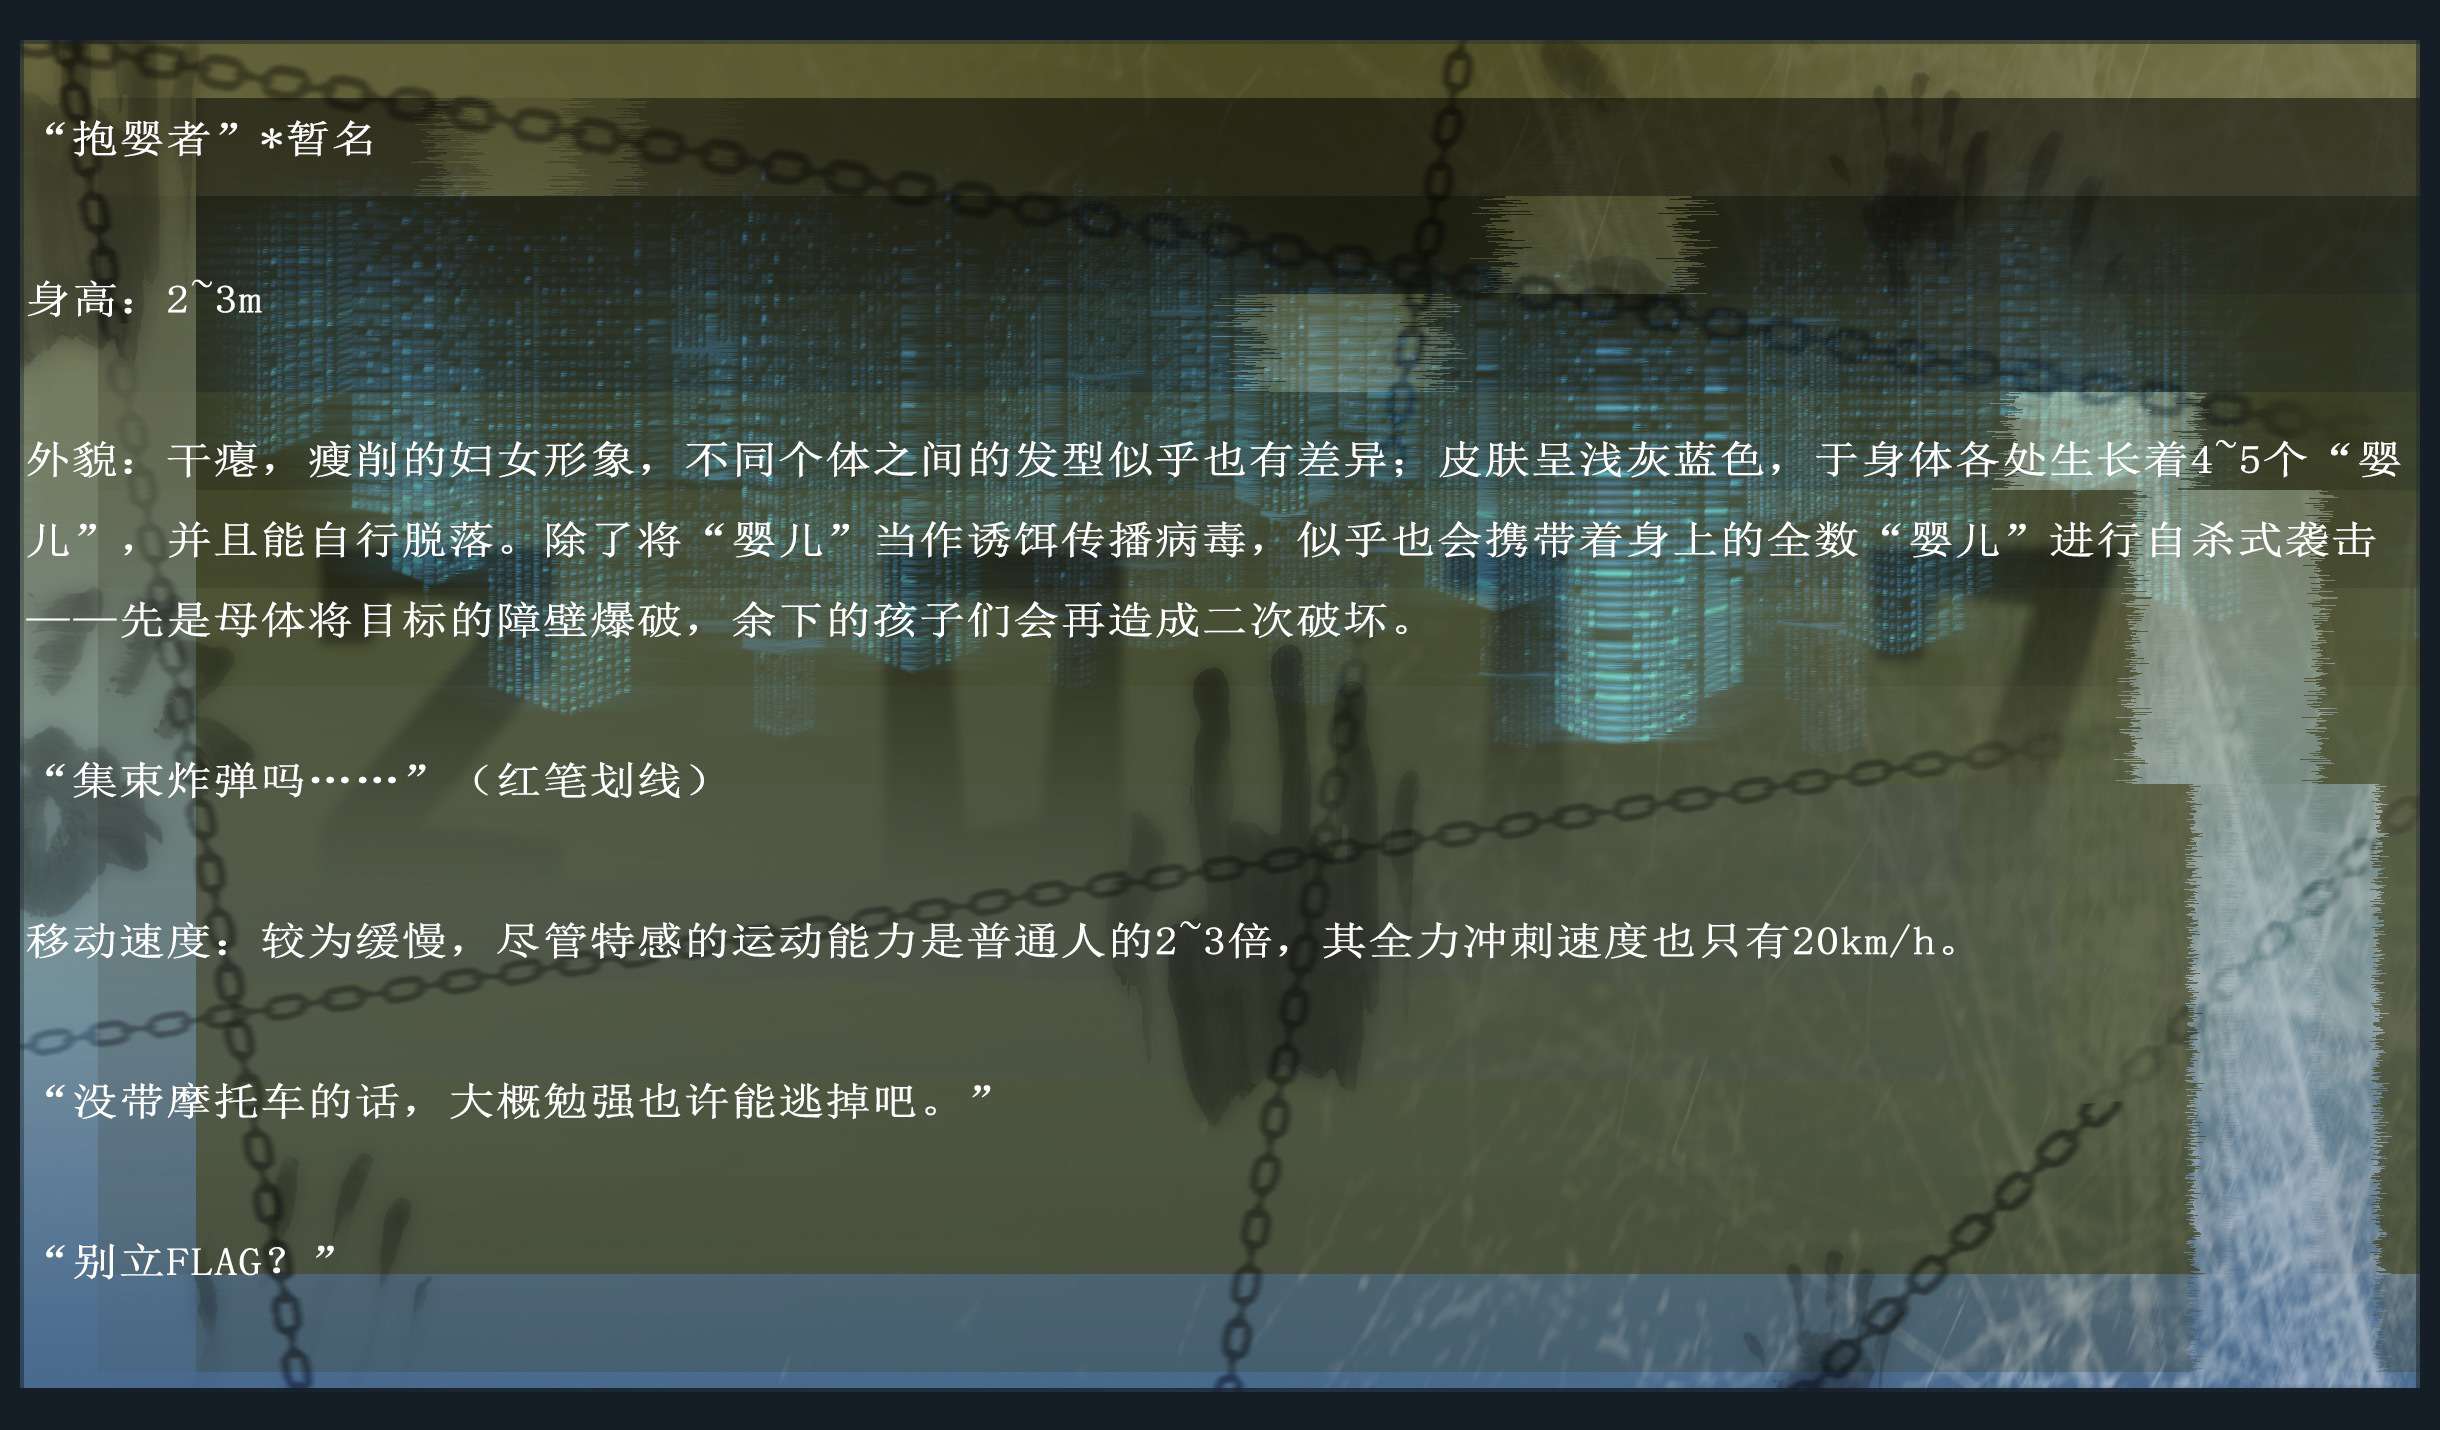 “抱婴者”*暂名
身高：2~3m
外貌：干瘪，瘦削的妇女形象，不同个体之间的发型似乎也有差异；皮肤呈浅灰蓝色，于身体各处生长着4~5个“婴
儿”，并且能自行脱落。除了将“婴儿”当作诱饵传播病毒，似乎也会携带着身上的全数“婴儿”进行自杀式袭击
——先是母体将目标的障壁爆破，余下的孩子们会再造成二次破坏。
“集束炸弹吗……”（红笔划线）
移动速度：较为缓慢，尽管特感的运动能力是普通人的2~3倍，其全力冲刺速度也只有20km/h。
“没带摩托车的话，大概勉强也许能逃掉吧。”
“别立FLAG？”